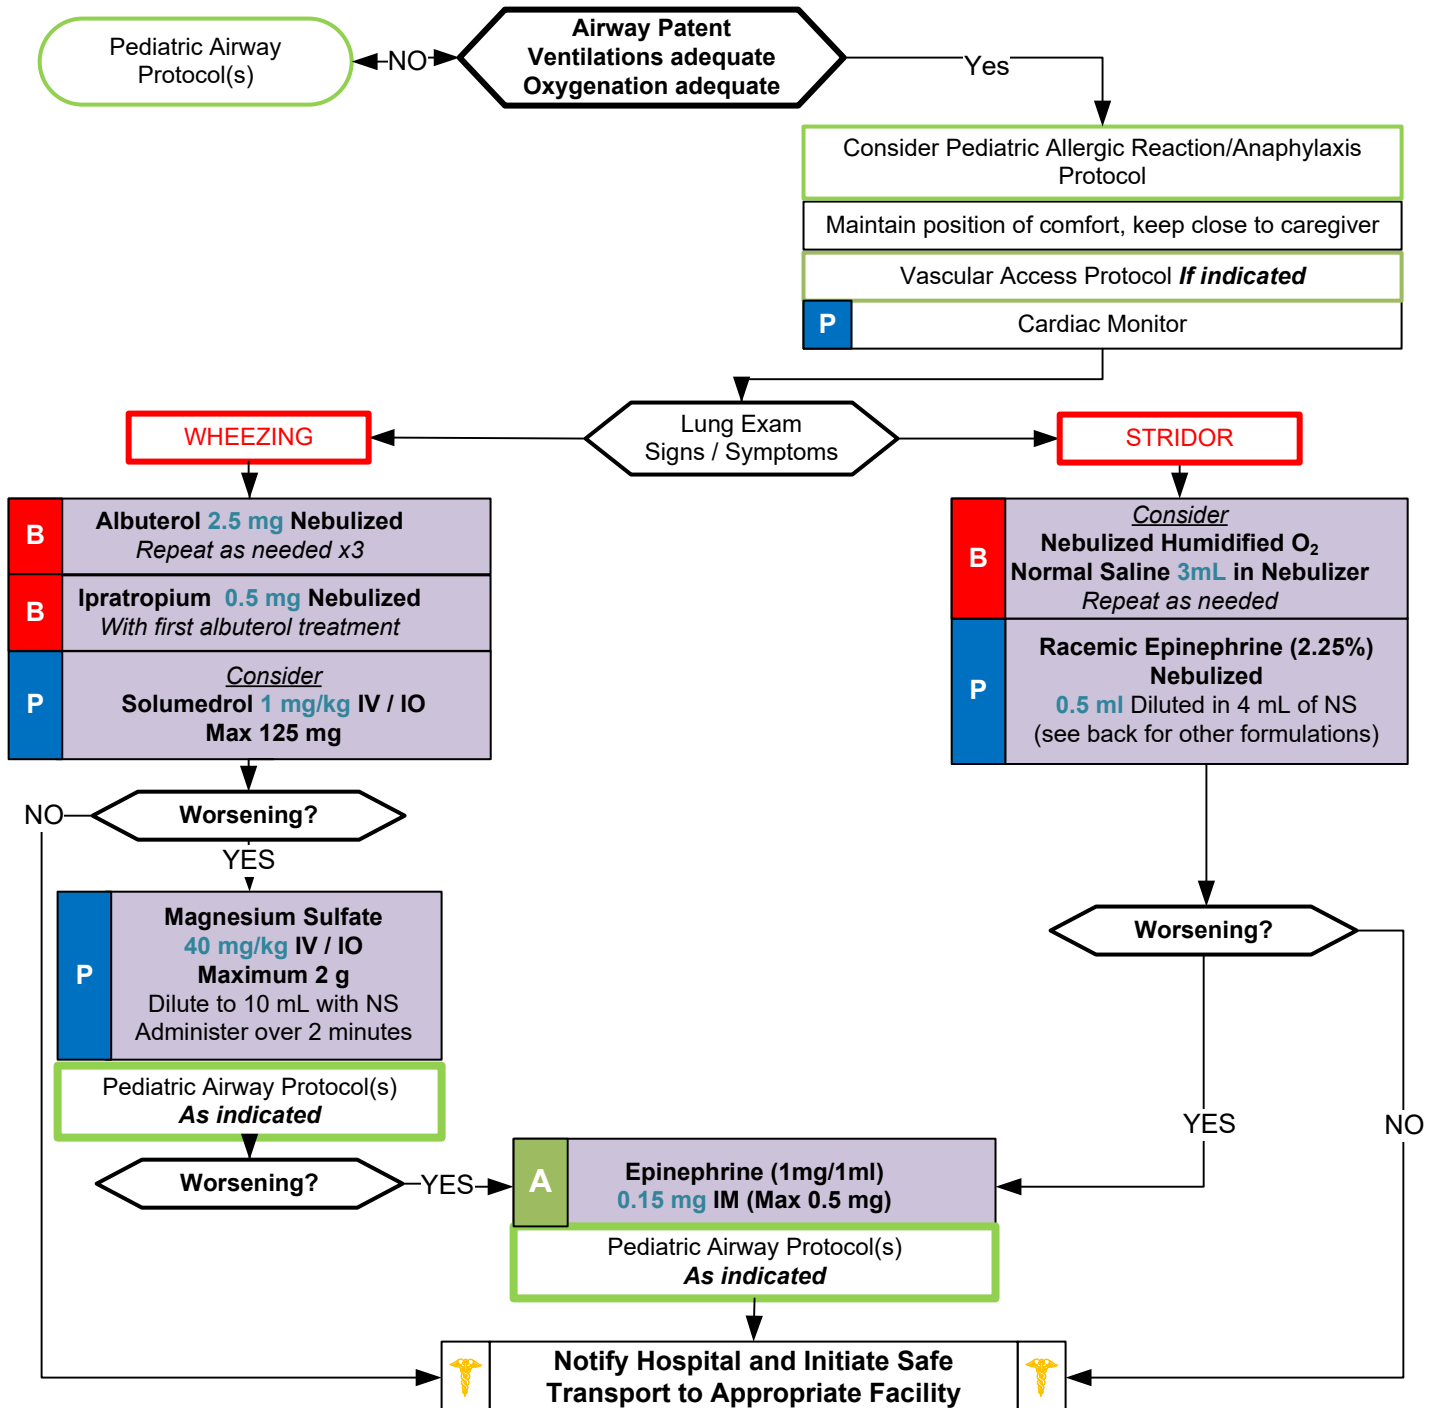 Pediatric Airway
Protocol(s)
NO
Airway Patent
Ventilations adequate
Oxygenation adequate
Yes
Consider Pediatric Allergic Reaction/Anaphylaxis
Protocol
Maintain position of comfort, keep close to caregiver
Vascular Access Protocol If indicated
P
Cardiac Monitor
Lung Exam
Signs / Symptoms
WHEEZING
B
Albuterol 2.5 mg Nebulized
Repeat as needed x3
B
Ipratropium 0.5 mg Nebulized
With first albuterol treatment
P
Consider
Solumedrol 1 mg/kg IV / IO
Max 125 mg
Worsening?
NO
YES
P
Magnesium Sulfate
40 mg/kg IV / IO
Maximum 2 g
Dilute to 10 mL with NS
Administer over 2 minutes
Pediatric Airway Protocol(s)
As indicated
Worsening?
YES
STRIDOR
B
Consider
Nebulized Humidified O₂
Normal Saline 3mL in Nebulizer
Repeat as needed
P
Racemic Epinephrine (2.25%)
Nebulized
0.5 ml Diluted in 4 mL of NS
(see back for other formulations)
Worsening?
YES
NO
A
Epinephrine (1mg/1ml)
0.15 mg IM (Max 0.5 mg)
Pediatric Airway Protocol(s)
As indicated
Notify Hospital and Initiate Safe
Transport to Appropriate Facility